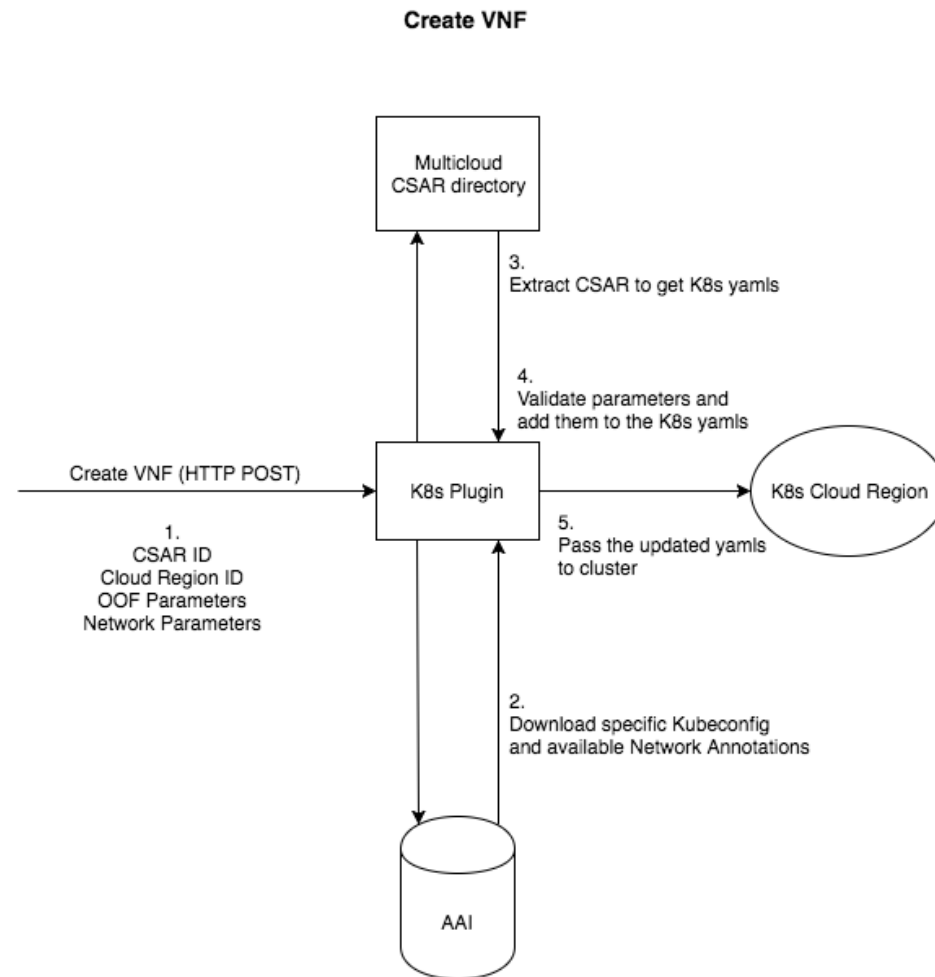 Create VNF
Multicloud
CSAR directory
3.
Extract CSAR to get K8s yamls
4.
Validate parameters and
add them to the K8s yamls
Create VNF (HTTP POST)
K8s Plugin
K8s Cloud Region
1.
CSAR ID
Cloud Region ID
OOF Parameters
Network Parameters
5.
Pass the updated yamls
to cluster
2.
Download specific Kubeconfig
and available Network Annotations
AAI